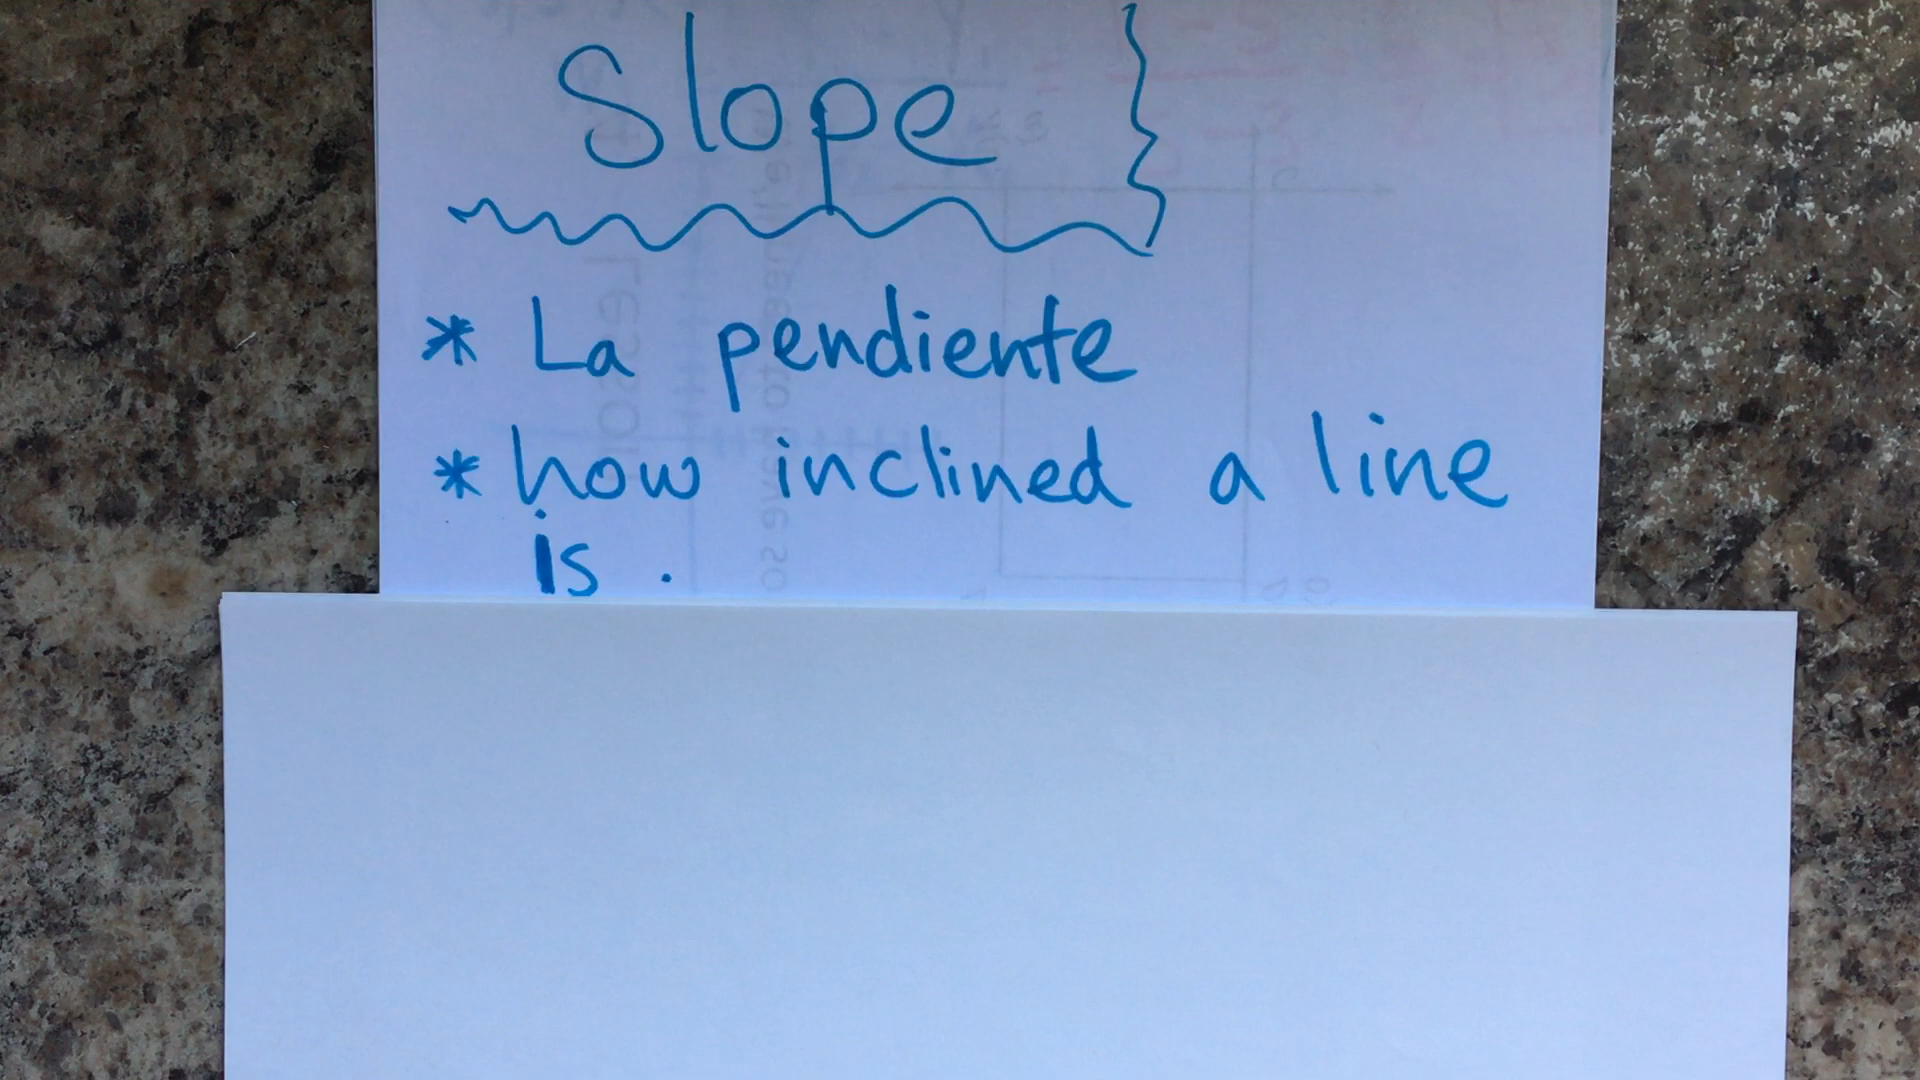 Slope
* La pendiente
* how inclined a line
is.